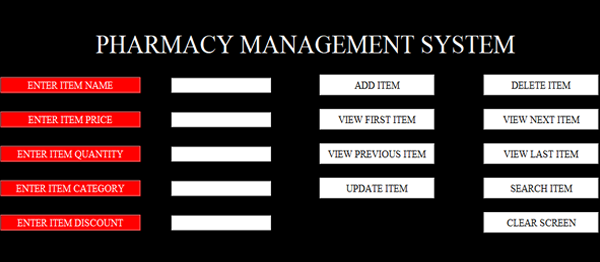 PHARMACY MANAGEMENT SYSTEM
ENTER ITEM NAME
ADD ITEM
DELETE ITEM
ENTER ITEM PRICE
VIEW FIRST ITEM
VIEW NEXT ITEM
ENTER ITEM QUANTITY
VIEW PREVIOUS ITEM
VIEW LAST ITEM
ENTER ITEM CATEGORY
UPDATE ITEM
SEARCH ITEM
ENTER ITEM DISCOUNT
CLEAR SCREEN